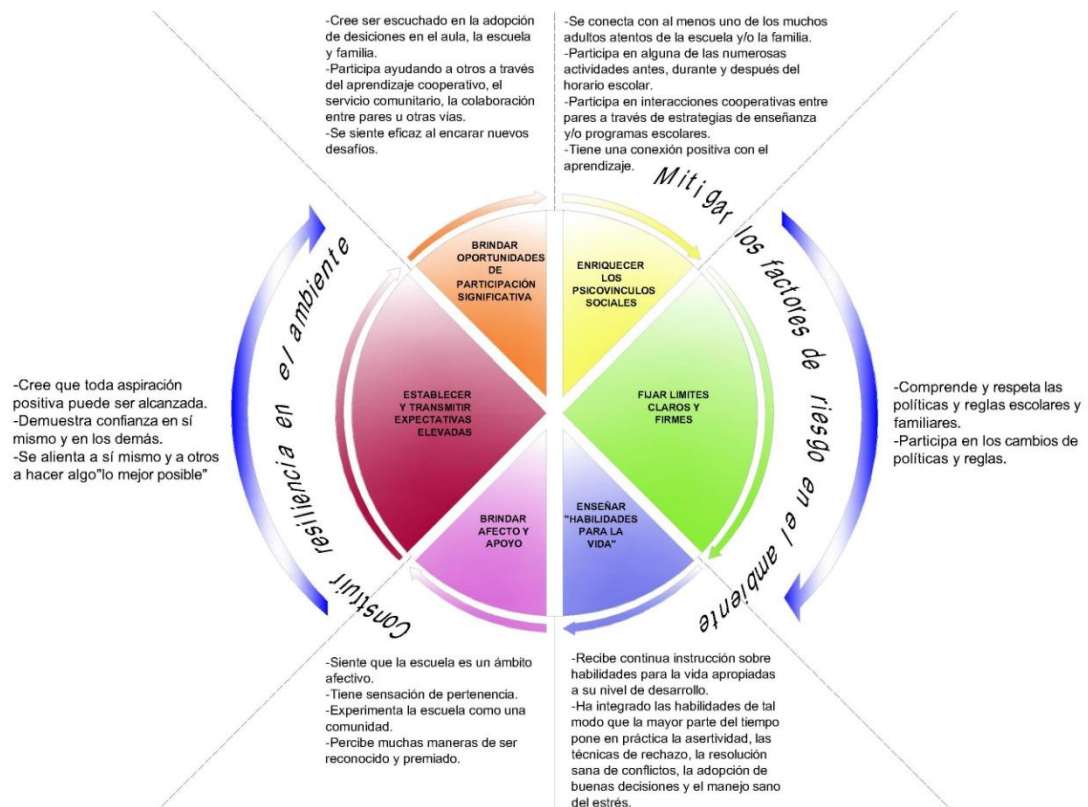 -Cree ser escuchado en la adopción
de desiciones en el aula, la escuela
y familia.
-Participa ayudando a otros a través
del aprendizaje cooperativo, el
servicio comunitario, la colaboración
entre pares u otras vías.
-Se siente eficaz al encarar nuevos
desafíos.
-Se conecta con al menos uno de los muchos
adultos atentos de la escuela y/o la familia.
-Participa en alguna de las numerosas
actividades antes, durante y después del
horario escolar.
-Participa en interacciones cooperativas entre
pares a través de estrategias de enseñanza
y/o programas escolares.
-Tiene una conexión positiva con el
aprendizaje.
Mitigar los factores de riesgo en el ambiente
Construir resiliencia en el ambiente
BRINDAR
OPORTUNIDADES
DE
PARTICIPACIÓN
SIGNIFICATIVA
ENRIQUECER
LOS
PSICOVINCULOS
SOCIALES
-Cree que toda aspiración
positiva puede ser alcanzada.
-Demuestra confianza en sí
mismo y en los demás.
-Se alienta a sí mismo y a otros
a hacer algo"lo mejor posible"
ESTABLECER
Y TRANSMITIR
EXPECTATIVAS
ELEVADAS
FIJAR LIMITES
CLAROS Y
FIRMES
-Comprende y respeta las
políticas y reglas escolares y
familiares.
-Participa en los cambios de
políticas y reglas.
BRINDAR
AFECTO Y
APOYO
ENSEÑAR
"HABILIDADES
PARA LA
VIDA"
-Siente que la escuela es un ámbito
afectivo.
-Tiene sensación de pertenencia.
-Experimenta la escuela como una
comunidad.
-Percibe muchas maneras de ser
reconocido y premiado.
-Recibe continua instrucción sobre
habilidades para la vida apropiadas
a su nivel de desarrollo.
-Ha integrado las habilidades de tal
modo que la mayor parte del tiempo
pone en práctica la asertividad, las
técnicas de rechazo, la resolución
sana de conflictos, la adopción de
buenas decisiones y el manejo sano
del estrés.